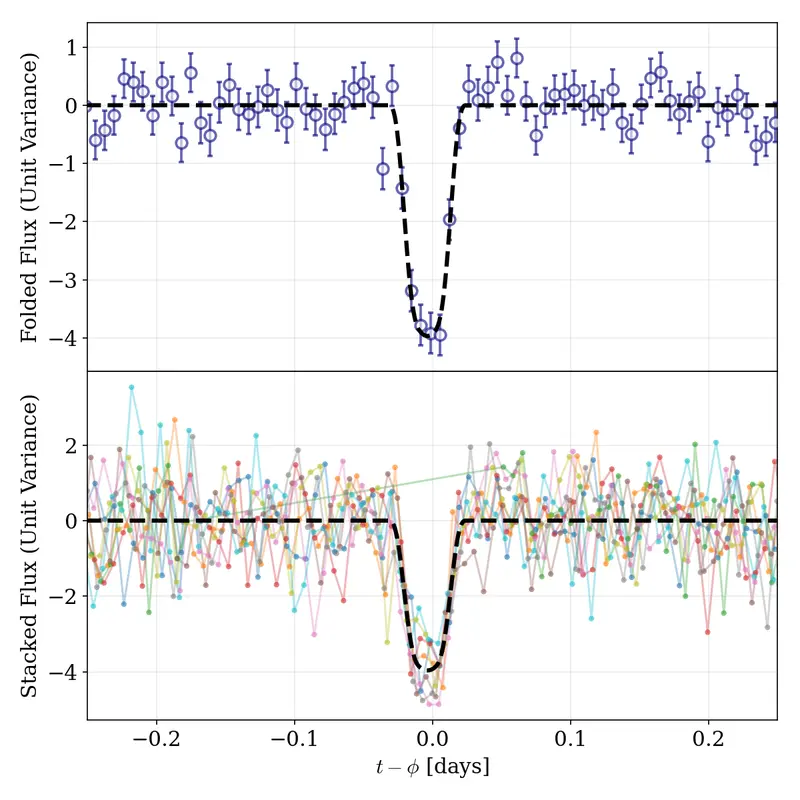 Folded Flux (Unit Variance)
1
0
−1
−2
−3
−4
Stacked Flux (Unit Variance)
2
0
−2
−4
−0.2 −0.1 0.0 0.1 0.2
t − ϕ [days]